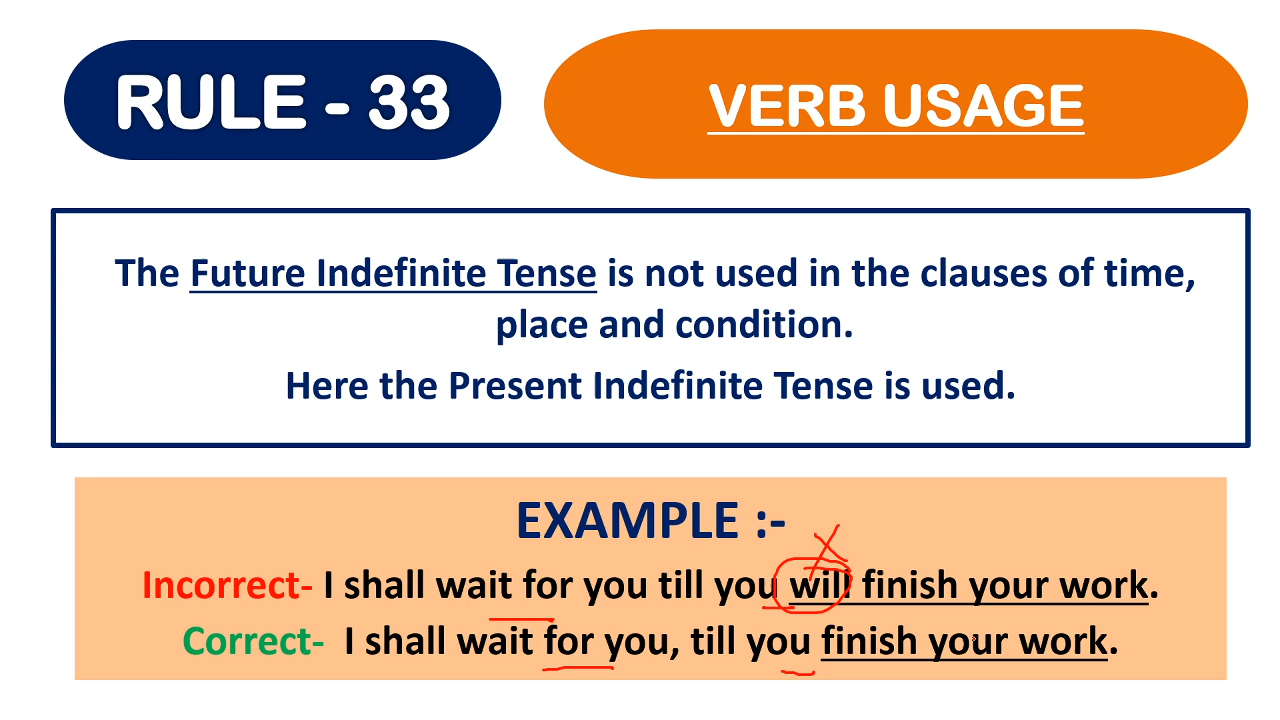 RULE - 33
VERB USAGE
The Future Indefinite Tense is not used in the clauses of time,
place and condition.
Here the Present Indefinite Tense is used.
EXAMPLE :-
Incorrect- I shall wait for you till you will finish your work.
Correct- I shall wait for you, till you finish your work.